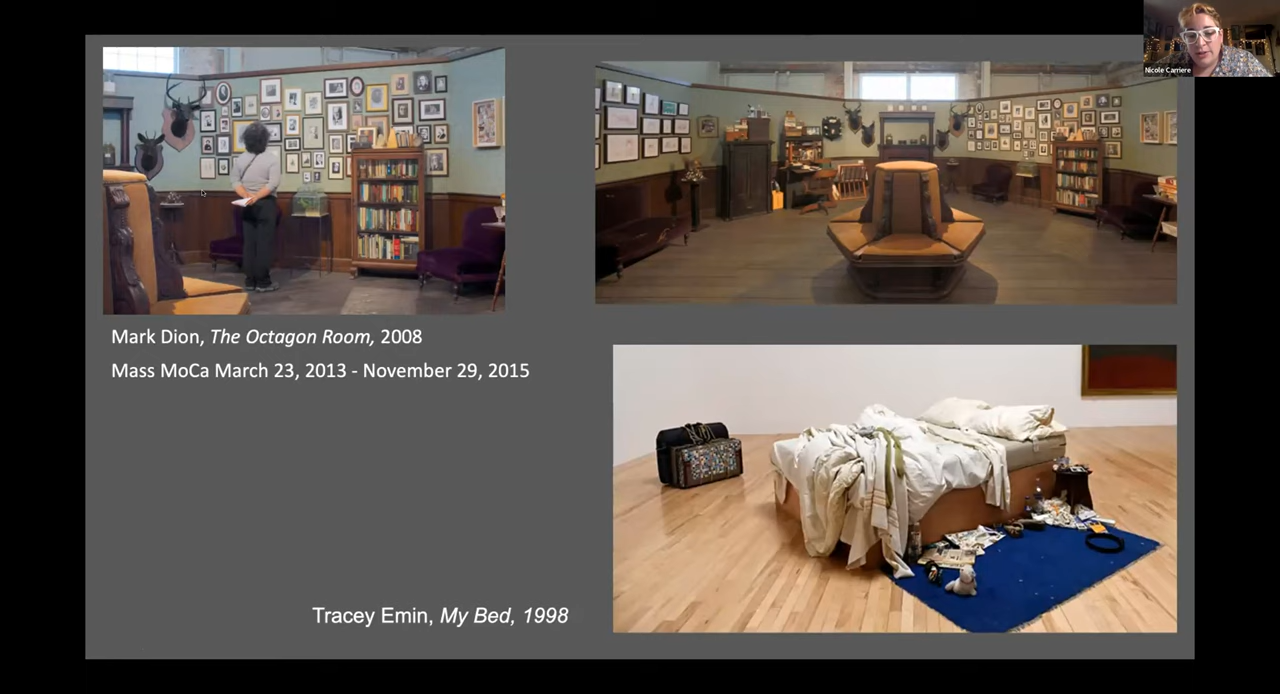 Nicole Carriere
Mark Dion, The Octagon Room, 2008
Mass MoCa March 23, 2013 - November 29, 2015
Tracey Emin, My Bed, 1998